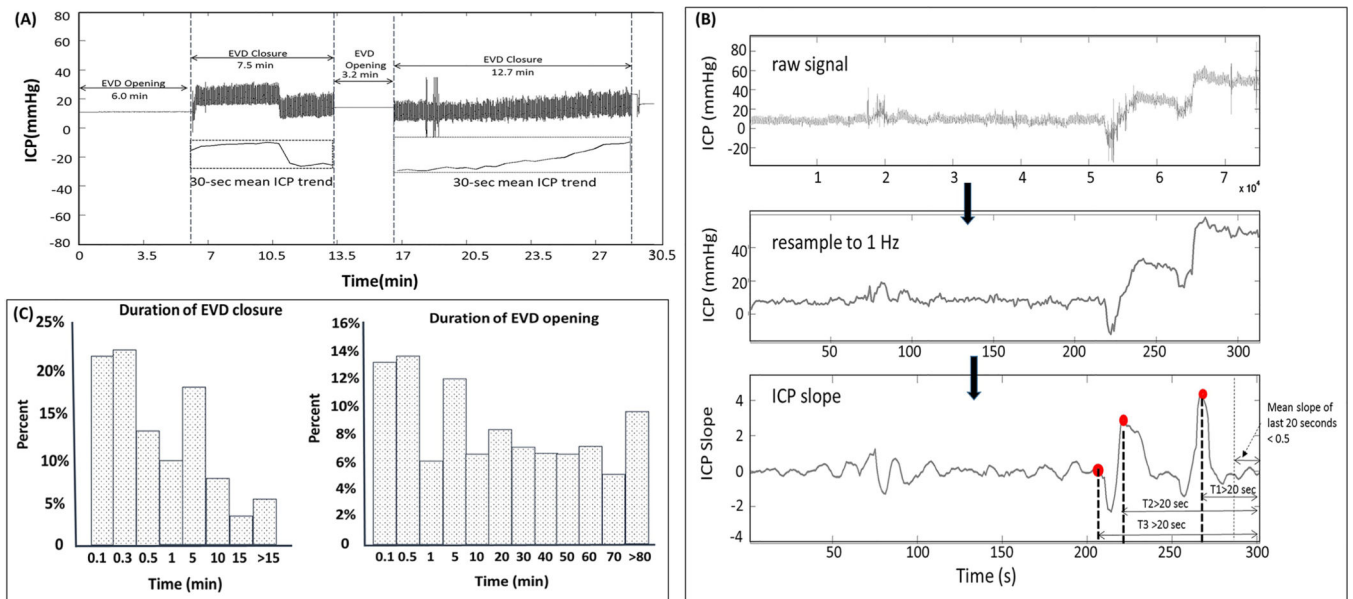 (A)
80
60
40
20
0
-20
-40
-60
-80
ICP(mmHg)
EVD Opening
6.0 min
EVD Closure
7.5 min
EVD
Opening
3.2 min
EVD Closure
12.7 min
30-sec mean ICP trend
30-sec mean ICP trend
0 3.5 7 10.5 13.5 17 20.5 23.5 27 30.5
Time(min)
(B)
raw signal
ICP (mmHg)
80
60
40
20
0
-20
1 2 3 4 5 6 7
x 10⁴
resample to 1 Hz
ICP (mmHg)
40
20
0
50 100 150 200 250 300
ICP slope
ICP Slope
4
2
0
-2
-4
Mean slope of
last 20 seconds
< 0.5
T1>20 sec
T2>20 sec
T3 >20 sec
50 100 150 200 250 300
Time (s)
(C)
Duration of EVD closure
25%
20%
15%
10%
5%
0
Percent
0.1 0.3 0.5 1 5 10 15 >15
Time (min)
Duration of EVD opening
16%
14%
12%
10%
8%
6%
4%
2%
0
Percent
0.1 0.5 1 5 10 20 30 40 50 60 70 >80
Time (min)